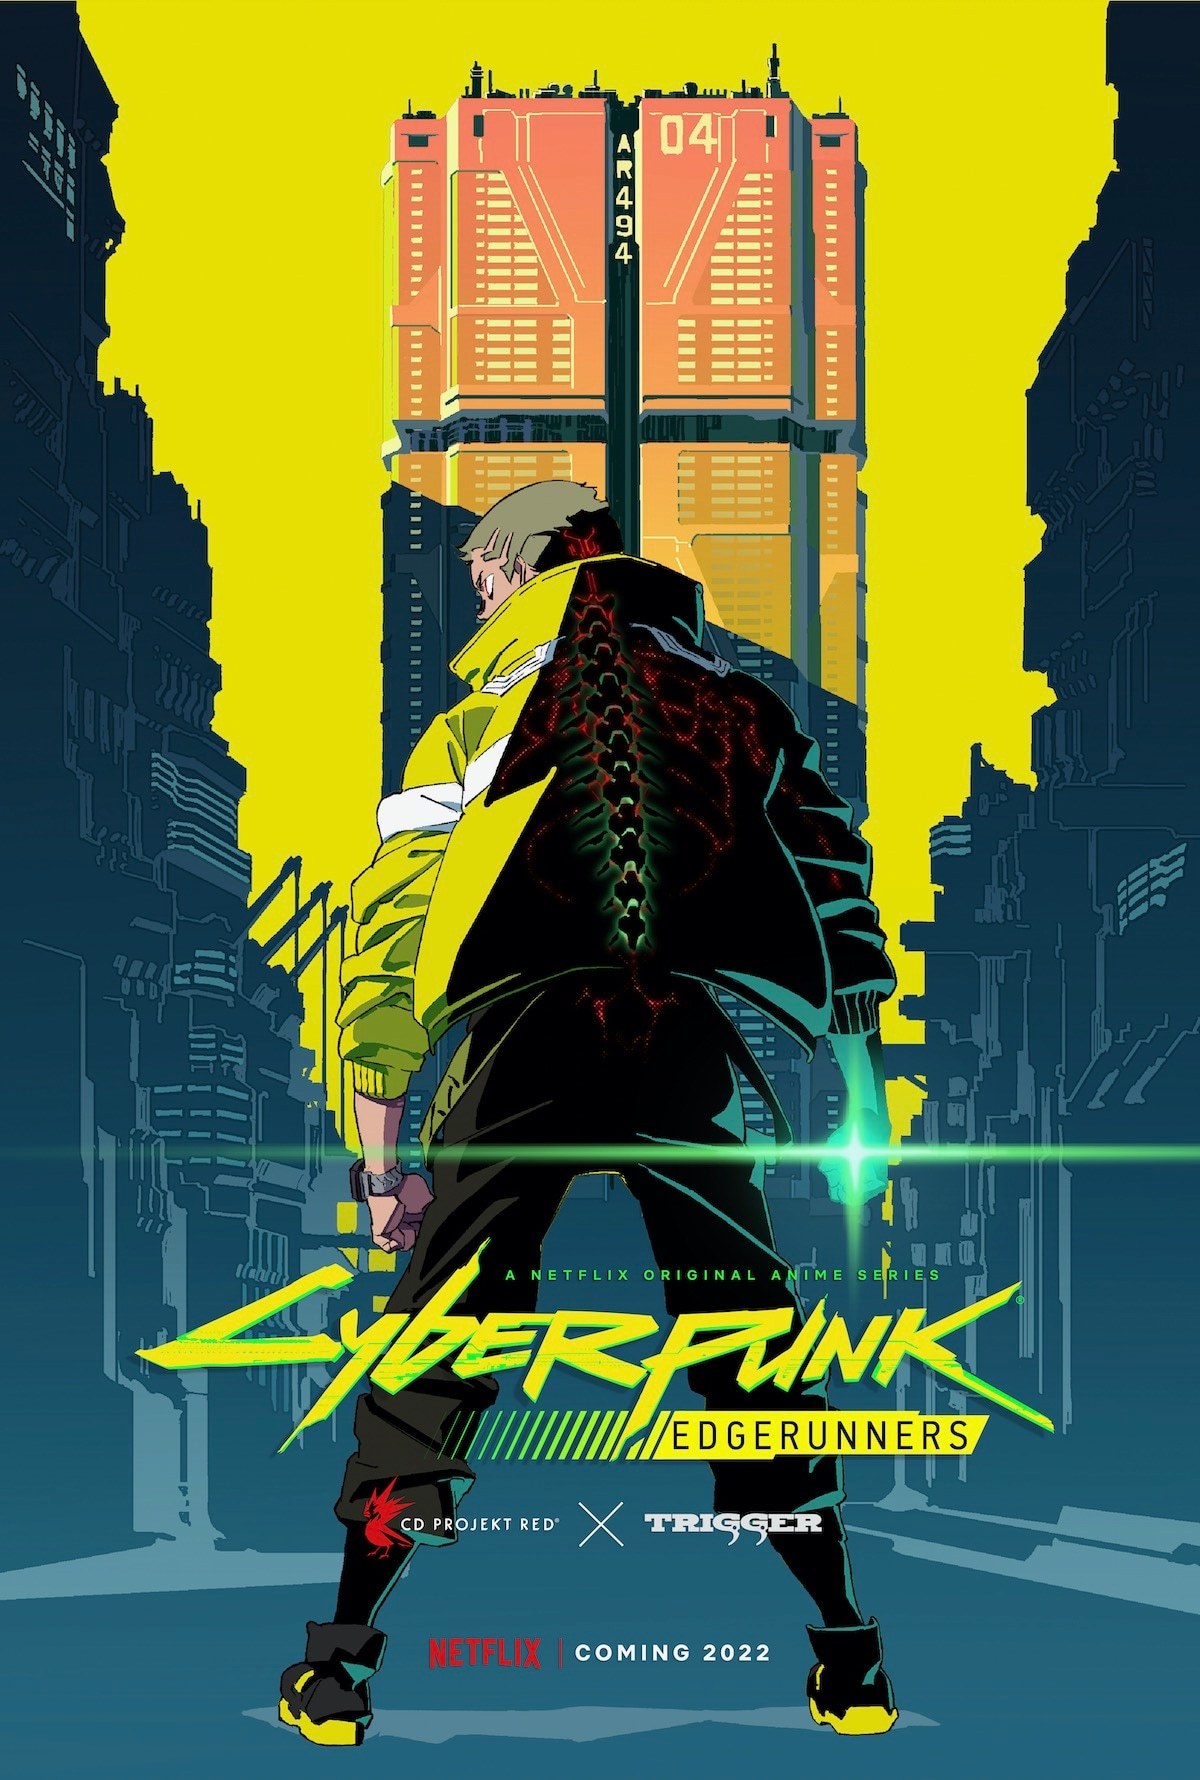 04
AR494
A NETFLIX ORIGINAL ANIME SERIES
Cyberpunk®
EDGERUNNERS
CD PROJEKT RED® X TRIGGER
NETFLIX | COMING 2022